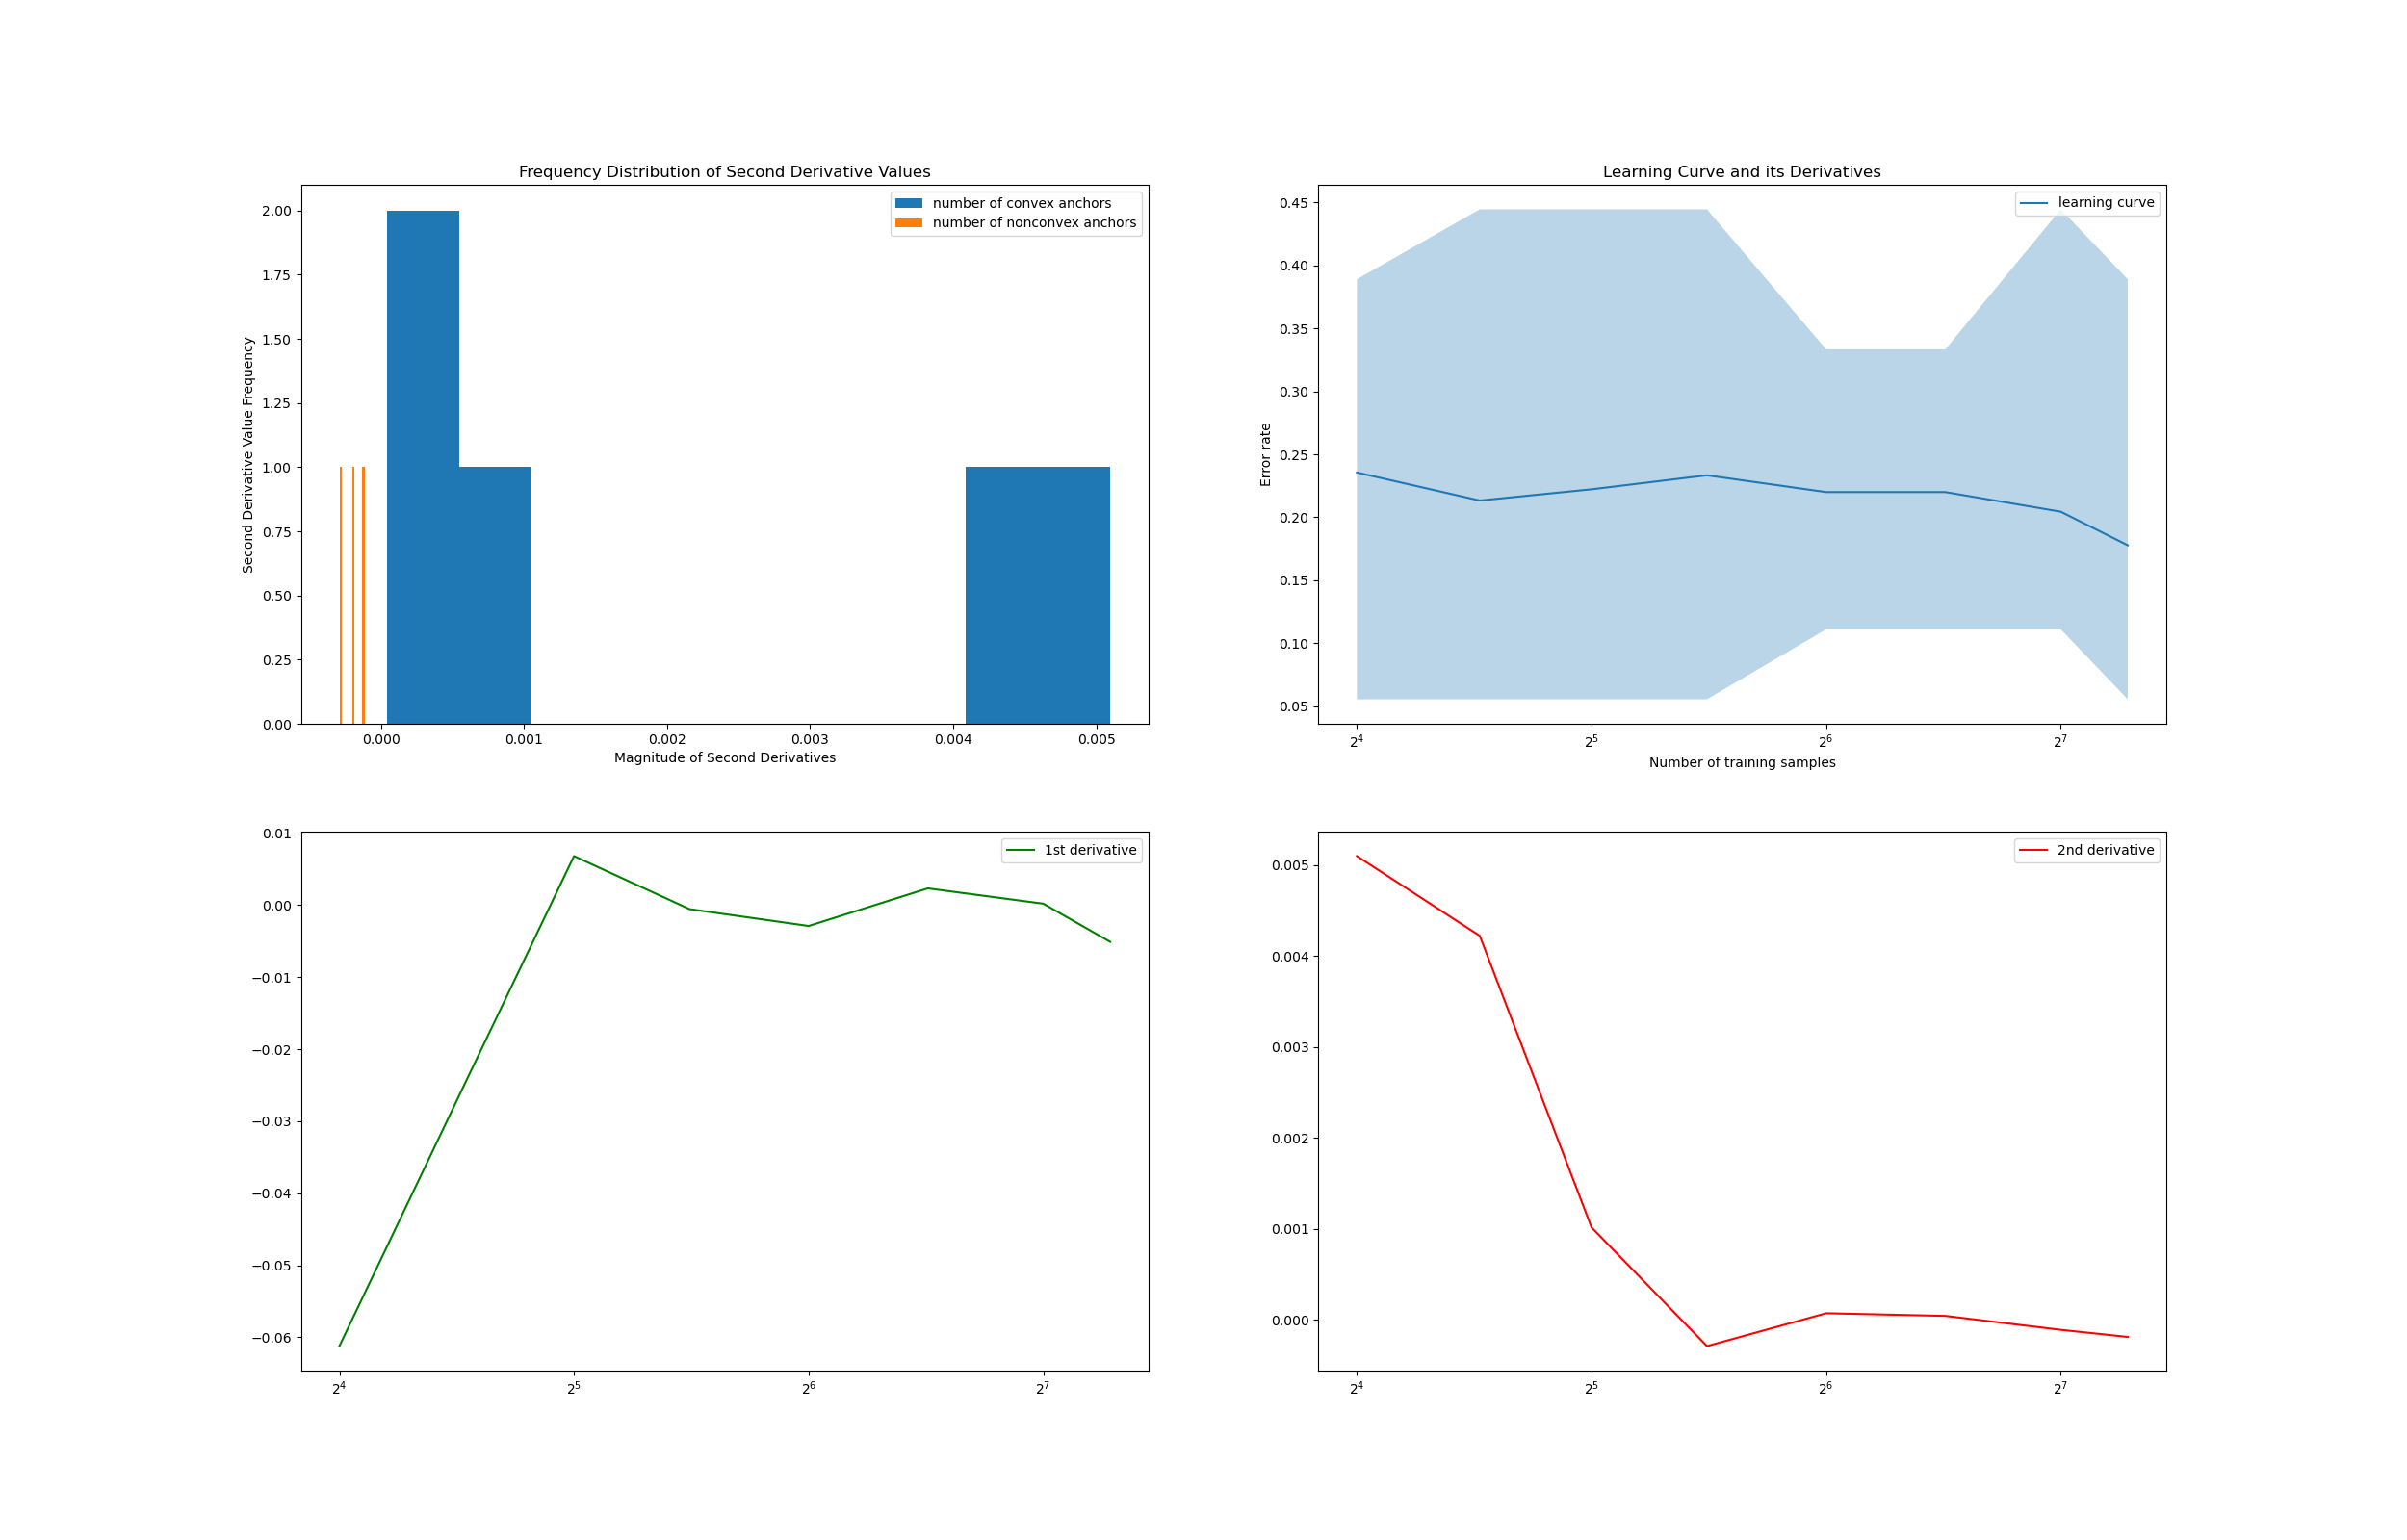 Frequency Distribution of Second Derivative Values
number of convex anchors
number of nonconvex anchors
Second Derivative Value Frequency
2.00
1.75
1.50
1.25
1.00
0.75
0.50
0.25
0.00
0.000 0.001 0.002 0.003 0.004 0.005
Magnitude of Second Derivatives
Learning Curve and its Derivatives
learning curve
Error rate
0.45
0.40
0.35
0.30
0.25
0.20
0.15
0.10
0.05
2⁴ 2⁵ 2⁶ 2⁷
Number of training samples
1st derivative
0.01
0.00
−0.01
−0.02
−0.03
−0.04
−0.05
−0.06
2⁴ 2⁵ 2⁶ 2⁷
2nd derivative
0.005
0.004
0.003
0.002
0.001
0.000
2⁴ 2⁵ 2⁶ 2⁷